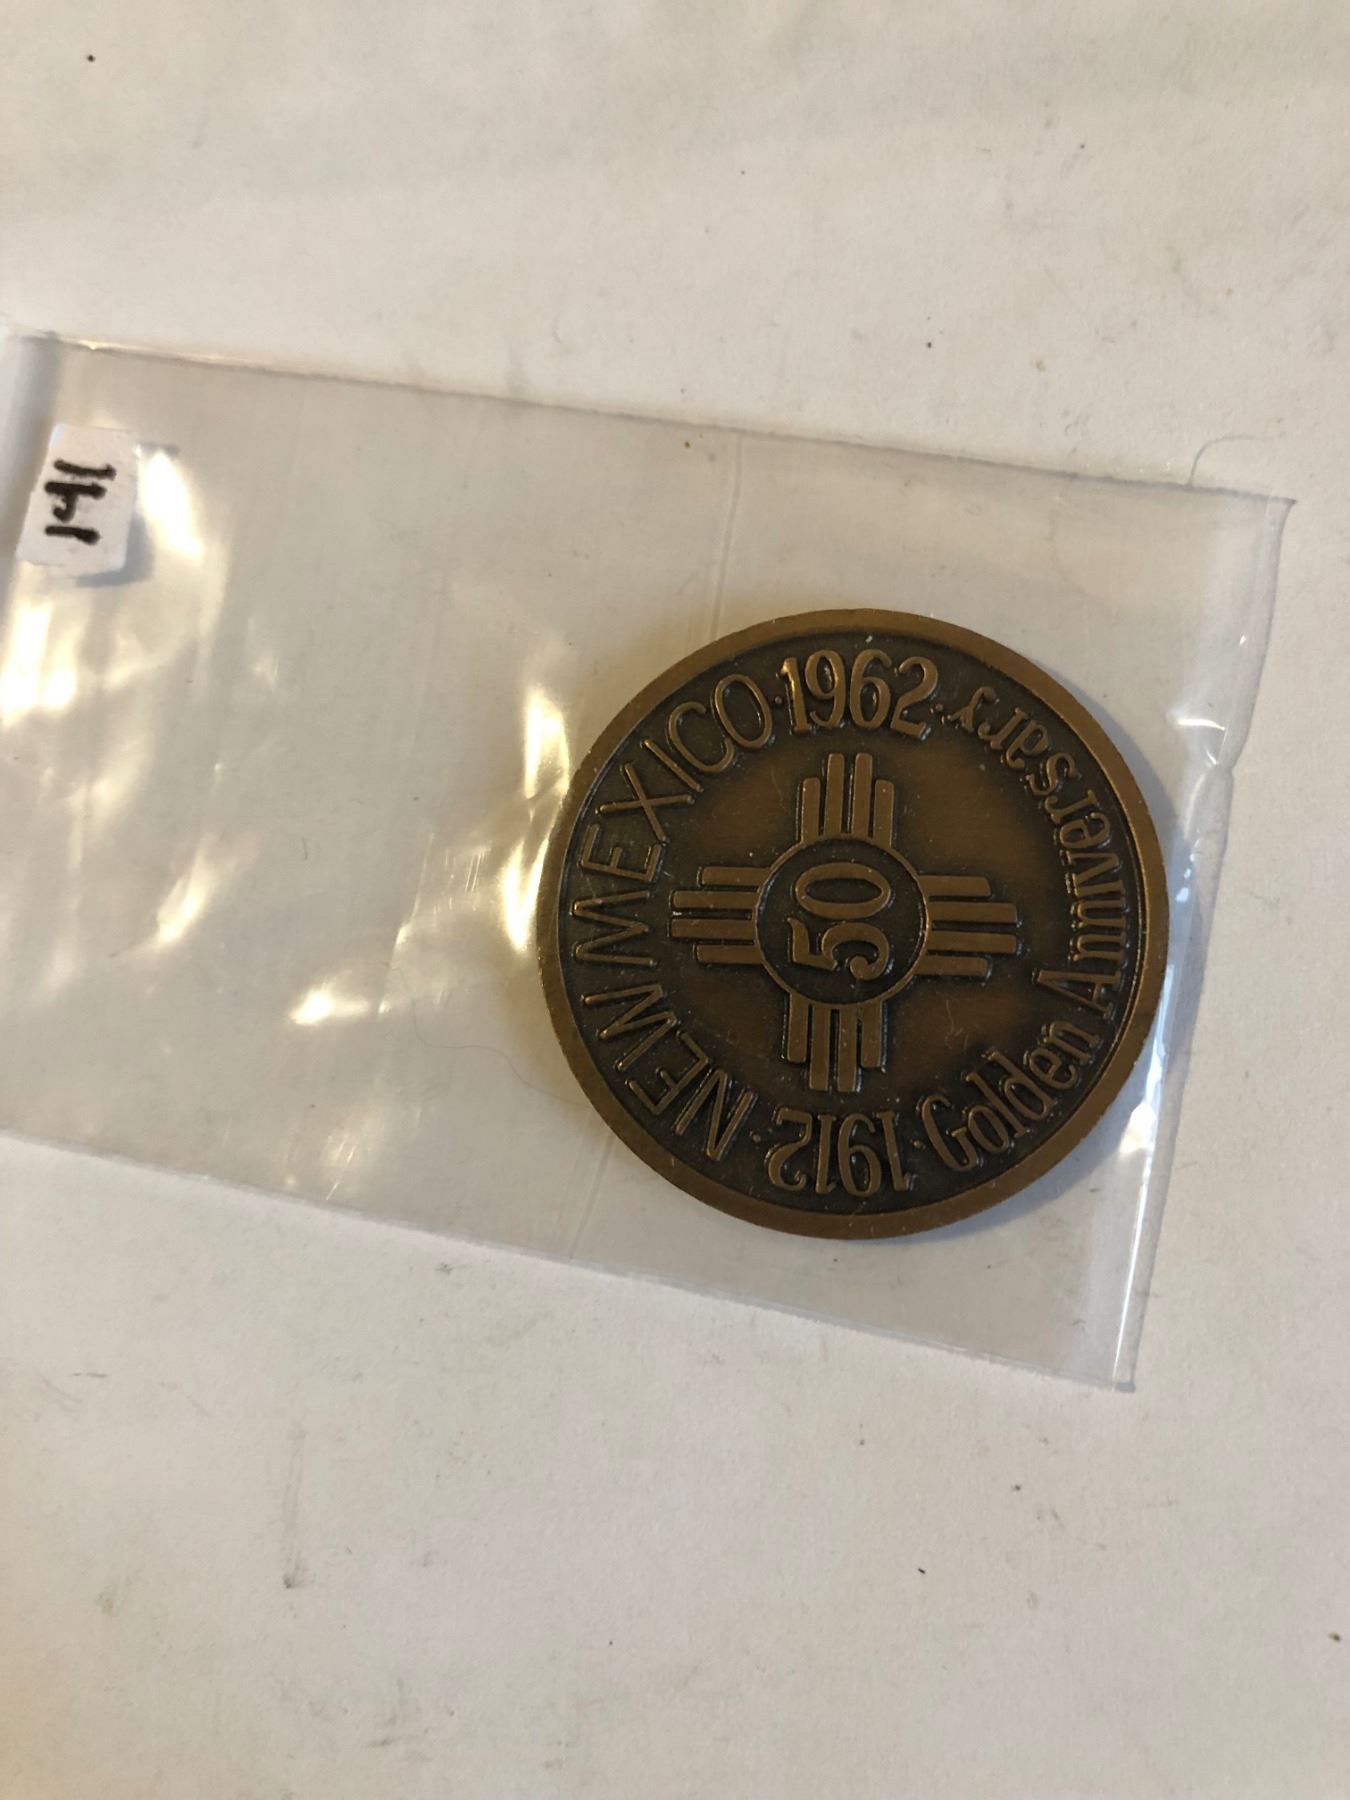 141
NEW MEXICO · 1962 ·
Golden Anniversary
· 1912 ·
50